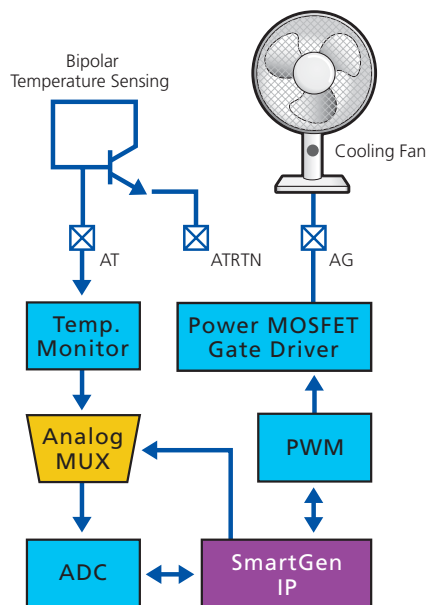 Bipolar
Temperature Sensing
Cooling Fan
AT
ATRTN
AG
Temp.
Monitor
Power MOSFET
Gate Driver
Analog
MUX
PWM
ADC
SmartGen
IP